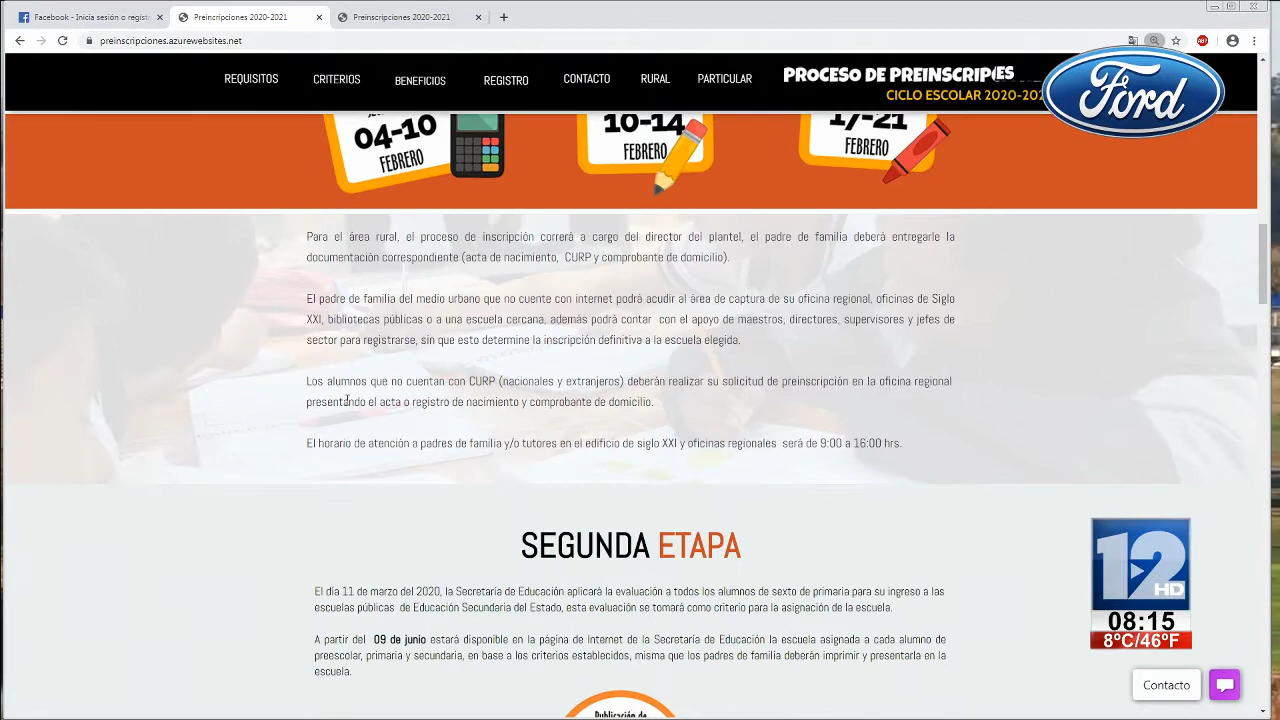 Facebook - Inicia sesión o regist
Preincripciones 2020-2021
Preinscripciones 2020-2021
preinscripciones.azurewebsites.net
REQUISITOS
CRITERIOS
BENEFICIOS
REGISTRO
CONTACTO
RURAL
PARTICULAR
PROCESO DE PREINSCRIP
CICLO ESCOLAR 2020-202
Ford
04-10
FEBRERO
10-14
FEBRERO
17-21
FEBRERO
Para el área rural, el proceso de inscripción correrá a cargo del director del plantel, el padre de familia deberá entregarle la
documentación correspondiente (acta de nacimiento, CURP y comprobante de domicilio).
El padre de familia del medio urbano que no cuente con internet podrá acudir al área de captura de su oficina regional, oficinas de Siglo
XXI, bibliotecas públicas o a una escuela cercana, además podrá contar con el apoyo de maestros, directores, supervisores y jefes de
sector para registrarse, sin que esto determine la inscripción definitiva a la escuela elegida.
Los alumnos que no cuentan con CURP (nacionales y extranjeros) deberán realizar su solicitud de preinscripción en la oficina regional
presentando el acta o registro de nacimiento y comprobante de domicilio.
El horario de atención a padres de familia y/o tutores en el edificio de siglo XXI y oficinas regionales será de 9:00 a 16:00 hrs.
SEGUNDA ETAPA
El día 11 de marzo del 2020, la Secretaría de Educación aplicará la evaluación a todos los alumnos de sexto de primaria para su ingreso a las
escuelas públicas de Educación Secundaria del Estado, esta evaluación se tomará como criterio para la asignación de la escuela.
A partir del 09 de junio estará disponible en la página de Internet de la Secretaría de Educación la escuela asignada a cada alumno de
preescolar, primaria y secundaria, en base a los criterios establecidos, misma que los padres de familia deberán imprimir y presentarla en la
escuela.
Publicación de
12
HD
08:15
8ºC/46ºF
Contacto